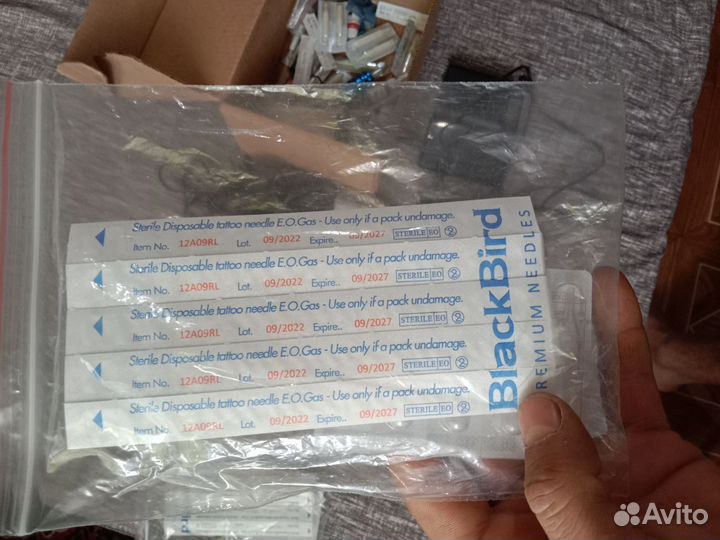 Sterile Disposable tattoo needle E.O.Gas - Use only if a pack undamage.
Item No. 12A09RL Lot. 09/2022 Expire.. 09/2027 STERILE EO 2
Sterile Disposable tattoo needle E.O.Gas - Use only if a pack undamage.
Item No. 12A09RL Lot. 09/2022 Expire.. 09/2027 STERILE EO 2
Sterile Disposable tattoo needle E.O.Gas - Use only if a pack undamage.
Item No. 12A09RL Lot. 09/2022 Expire.. 09/2027 STERILE EO 2
Sterile Disposable tattoo needle E.O.Gas - Use only if a pack undamage.
Item No. 12A09RL Lot. 09/2022 Expire.. 09/2027 STERILE EO 2
Sterile Disposable tattoo needle E.O.Gas - Use only if a pack undamage.
Item No. 12A09RL Lot. 09/2022 Expire.. 09/2027 STERILE EO 2
BlackBird
PREMIUM NEEDLES
Avito